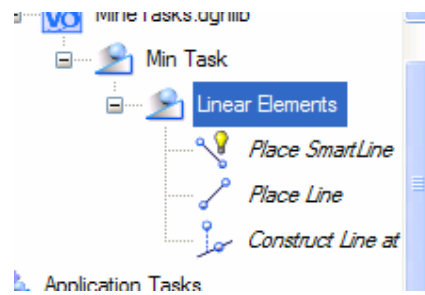 MineTasks.dgnlib
Min Task
Linear Elements
Place SmartLine
Place Line
Construct Line at
Application Tasks